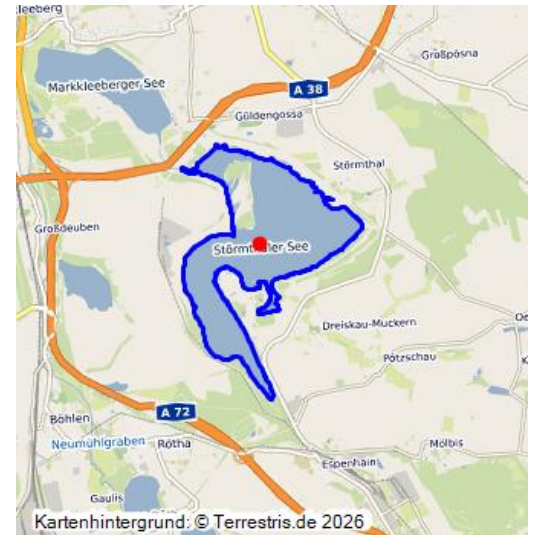 kleeberg
Großpösna
Markkleeberger See
A 38
Güldengossa
Störmthal
Großdeuben
Störmthaler See
Dreiskau-Muckern
Oe
Pötzschau
K
A 72
Böhlen
Neumühlgraben
Rötha
Mölbis
Espenhain
Gaulis
Kartenhintergrund: © Terrestris.de 2026